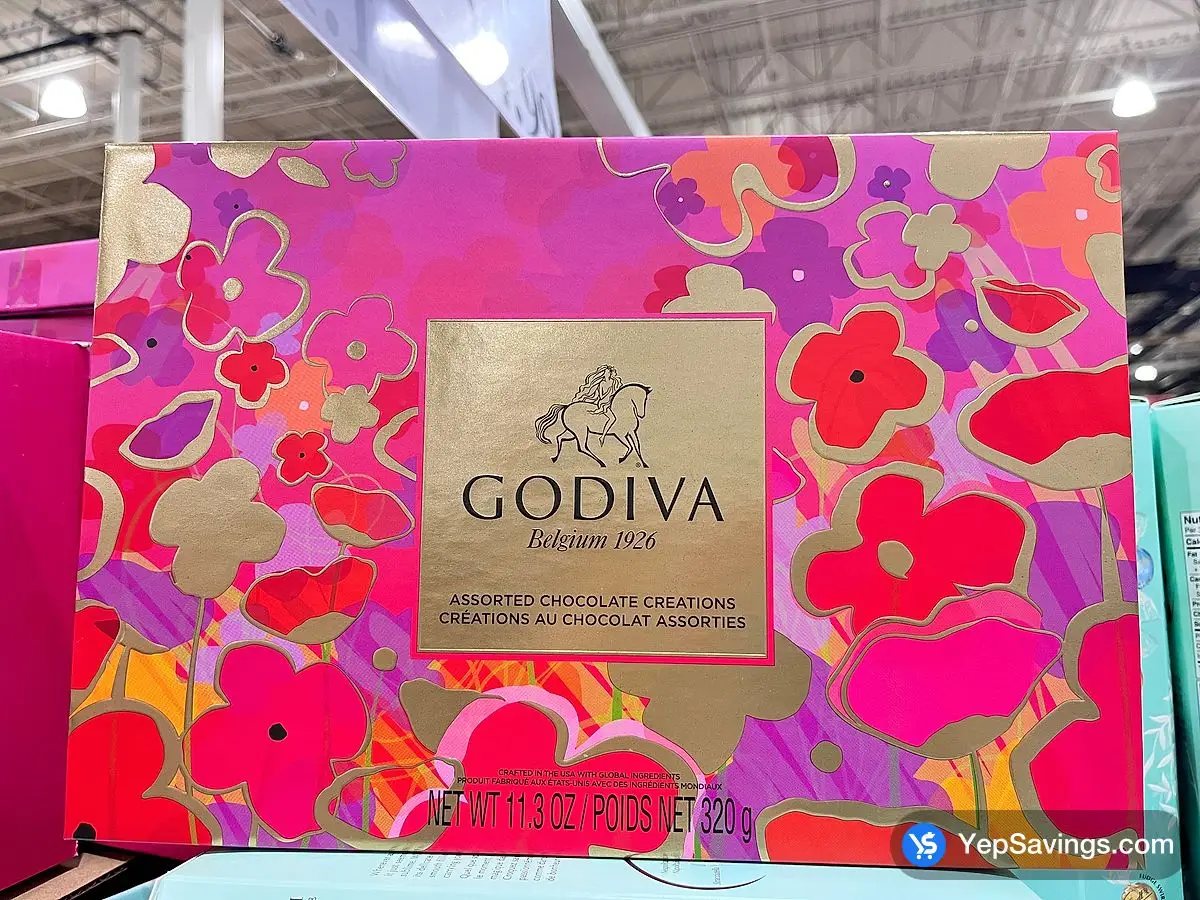 GODIVA
Belgium 1926
ASSORTED CHOCOLATE CREATIONS
CRÉATIONS AU CHOCOLAT ASSORTIES
CRAFTED IN THE USA WITH GLOBAL INGREDIENTS
PRODUIT FABRIQUÉ AUX ÉTATS-UNIS AVEC DES INGRÉDIENTS MONDIAUX
NET WT 11.3 OZ / POIDS NET 320 g
YepSavings.com